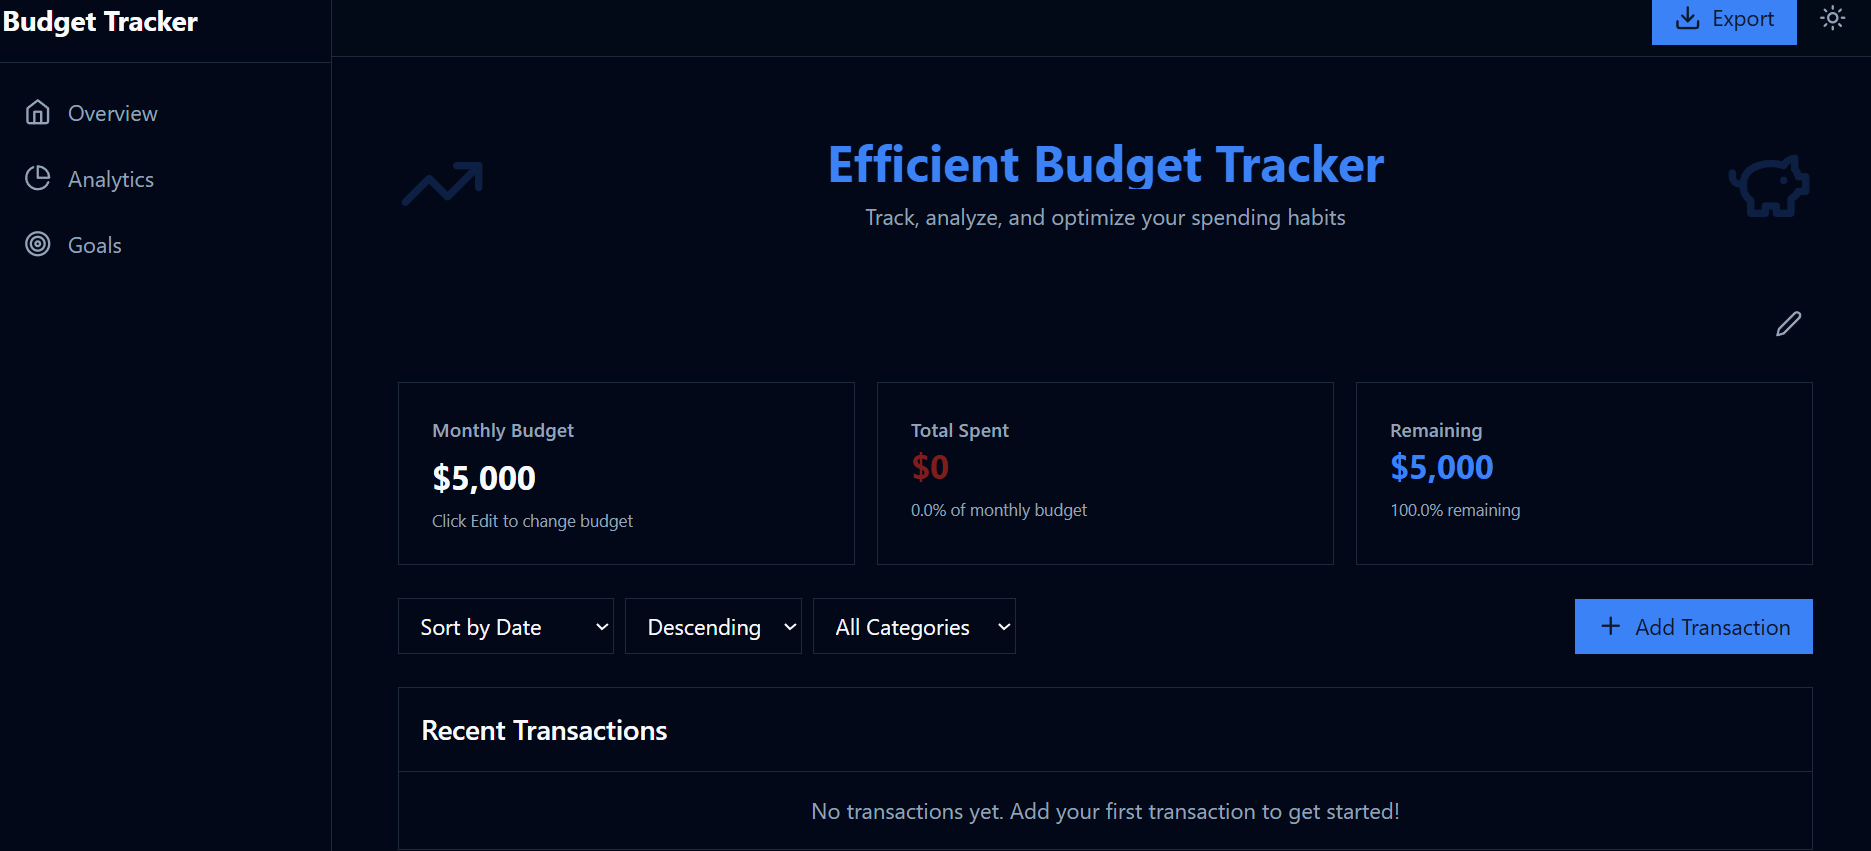 Budget Tracker
Export
Overview
Analytics
Goals
Efficient Budget Tracker
Track, analyze, and optimize your spending habits
Monthly Budget
$5,000
Click Edit to change budget
Total Spent
$0
0.0% of monthly budget
Remaining
$5,000
100.0% remaining
Sort by Date
Descending
All Categories
Add Transaction
Recent Transactions
No transactions yet. Add your first transaction to get started!